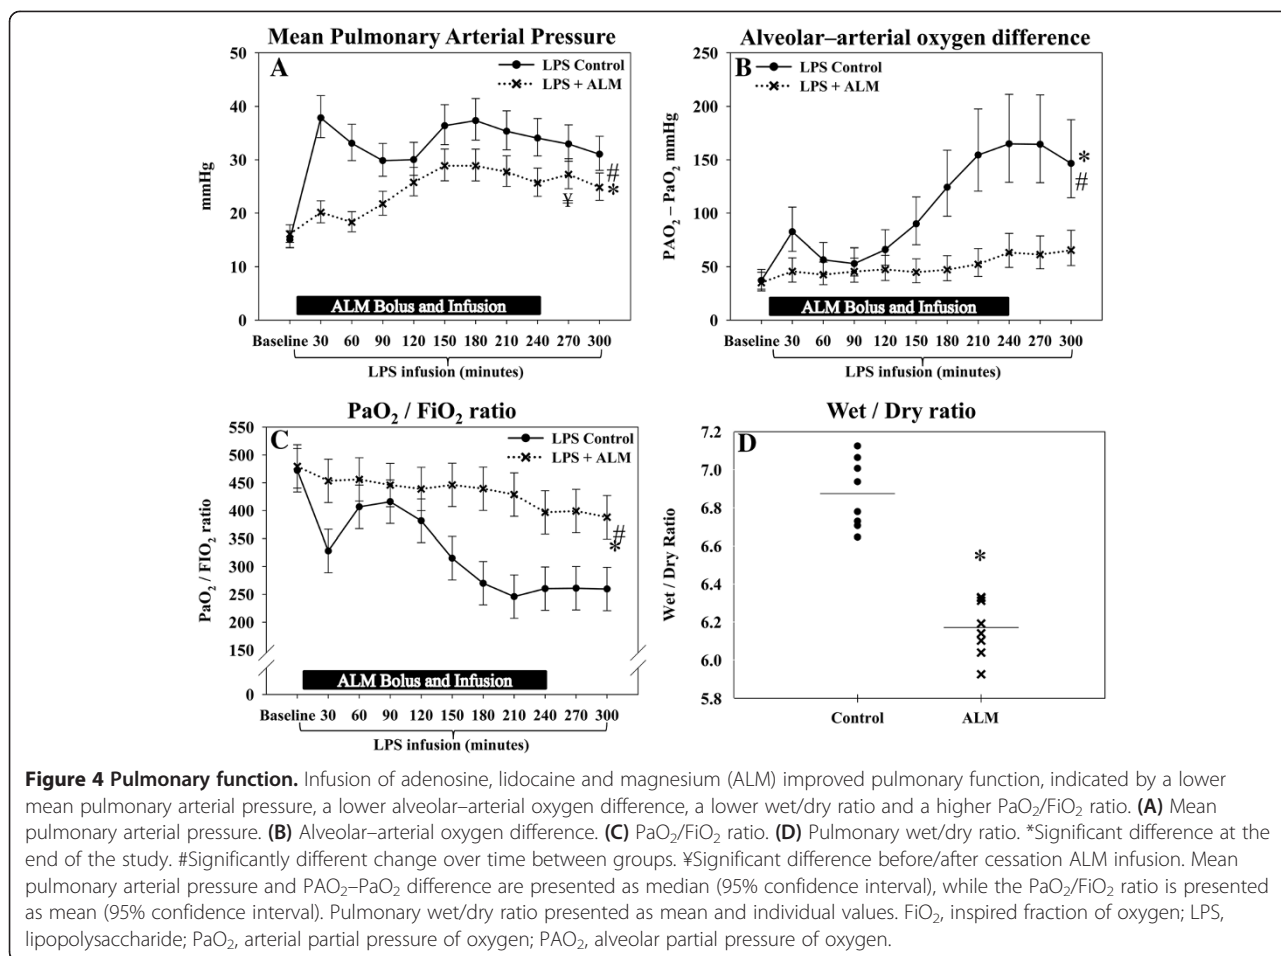 Mean Pulmonary Arterial Pressure
A
LPS Control
LPS + ALM
50
40
30
20
10
0
mmHg
#
*
¥
ALM Bolus and Infusion
Baseline 30 60 90 120 150 180 210 240 270 300
LPS infusion (minutes)
Alveolar–arterial oxygen difference
B
LPS Control
LPS + ALM
250
200
150
100
50
0
PAO₂ – PaO₂ mmHg
*
#
ALM Bolus and Infusion
Baseline 30 60 90 120 150 180 210 240 270 300
LPS infusion (minutes)
PaO₂ / FiO₂ ratio
C
LPS Control
LPS + ALM
550
500
450
400
350
300
250
200
150
0
PaO₂ / FIO₂ ratio
#
*
ALM Bolus and Infusion
Baseline 30 60 90 120 150 180 210 240 270 300
LPS infusion (minutes)
Wet / Dry ratio
D
7.2
7.0
6.8
6.6
6.4
6.2
6.0
5.8
Wet / Dry Ratio
*
Control ALM
Figure 4 Pulmonary function. Infusion of adenosine, lidocaine and magnesium (ALM) improved pulmonary function, indicated by a lower
mean pulmonary arterial pressure, a lower alveolar–arterial oxygen difference, a lower wet/dry ratio and a higher PaO₂/FiO₂ ratio. (A) Mean
pulmonary arterial pressure. (B) Alveolar–arterial oxygen difference. (C) PaO₂/FiO₂ ratio. (D) Pulmonary wet/dry ratio. *Significant difference at the
end of the study. #Significantly different change over time between groups. ¥Significant difference before/after cessation ALM infusion. Mean
pulmonary arterial pressure and PAO₂–PaO₂ difference are presented as median (95% confidence interval), while the PaO₂/FiO₂ ratio is presented
as mean (95% confidence interval). Pulmonary wet/dry ratio presented as mean and individual values. FiO₂, inspired fraction of oxygen; LPS,
lipopolysaccharide; PaO₂, arterial partial pressure of oxygen; PAO₂, alveolar partial pressure of oxygen.